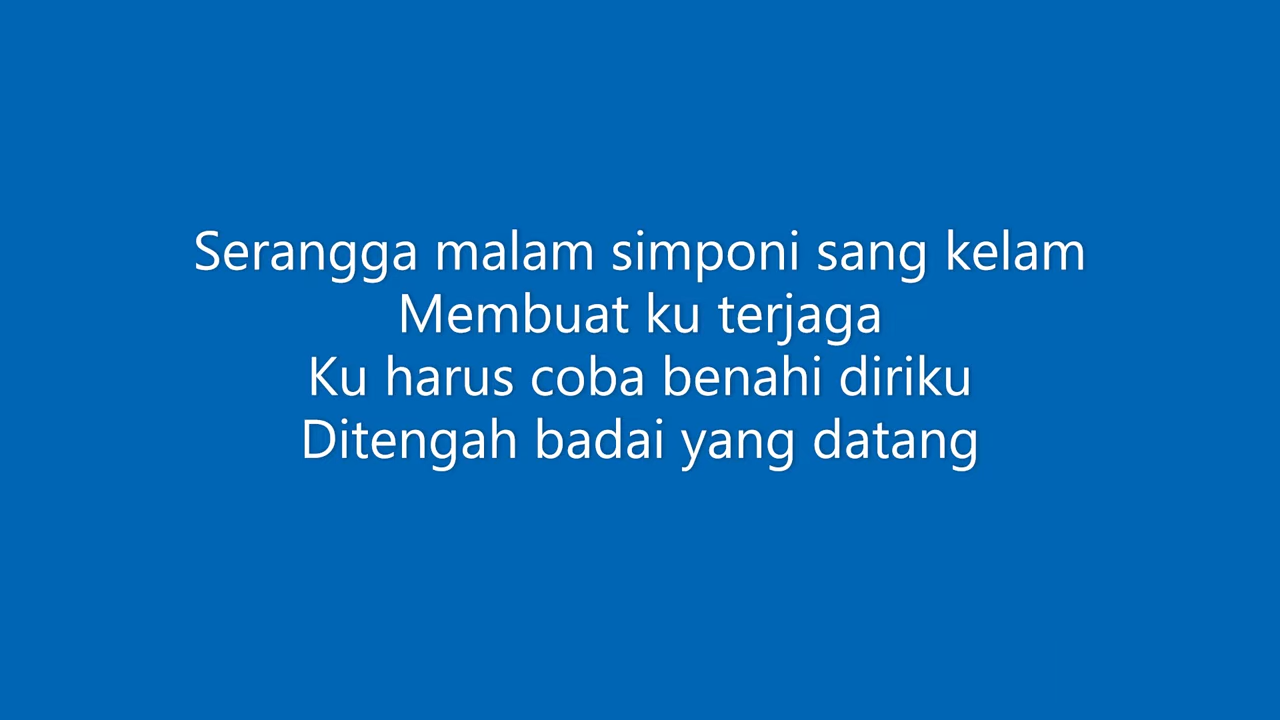 Serangga malam simponi sang kelam
Membuat ku terjaga
Ku harus coba benahi diriku
Ditengah badai yang datang